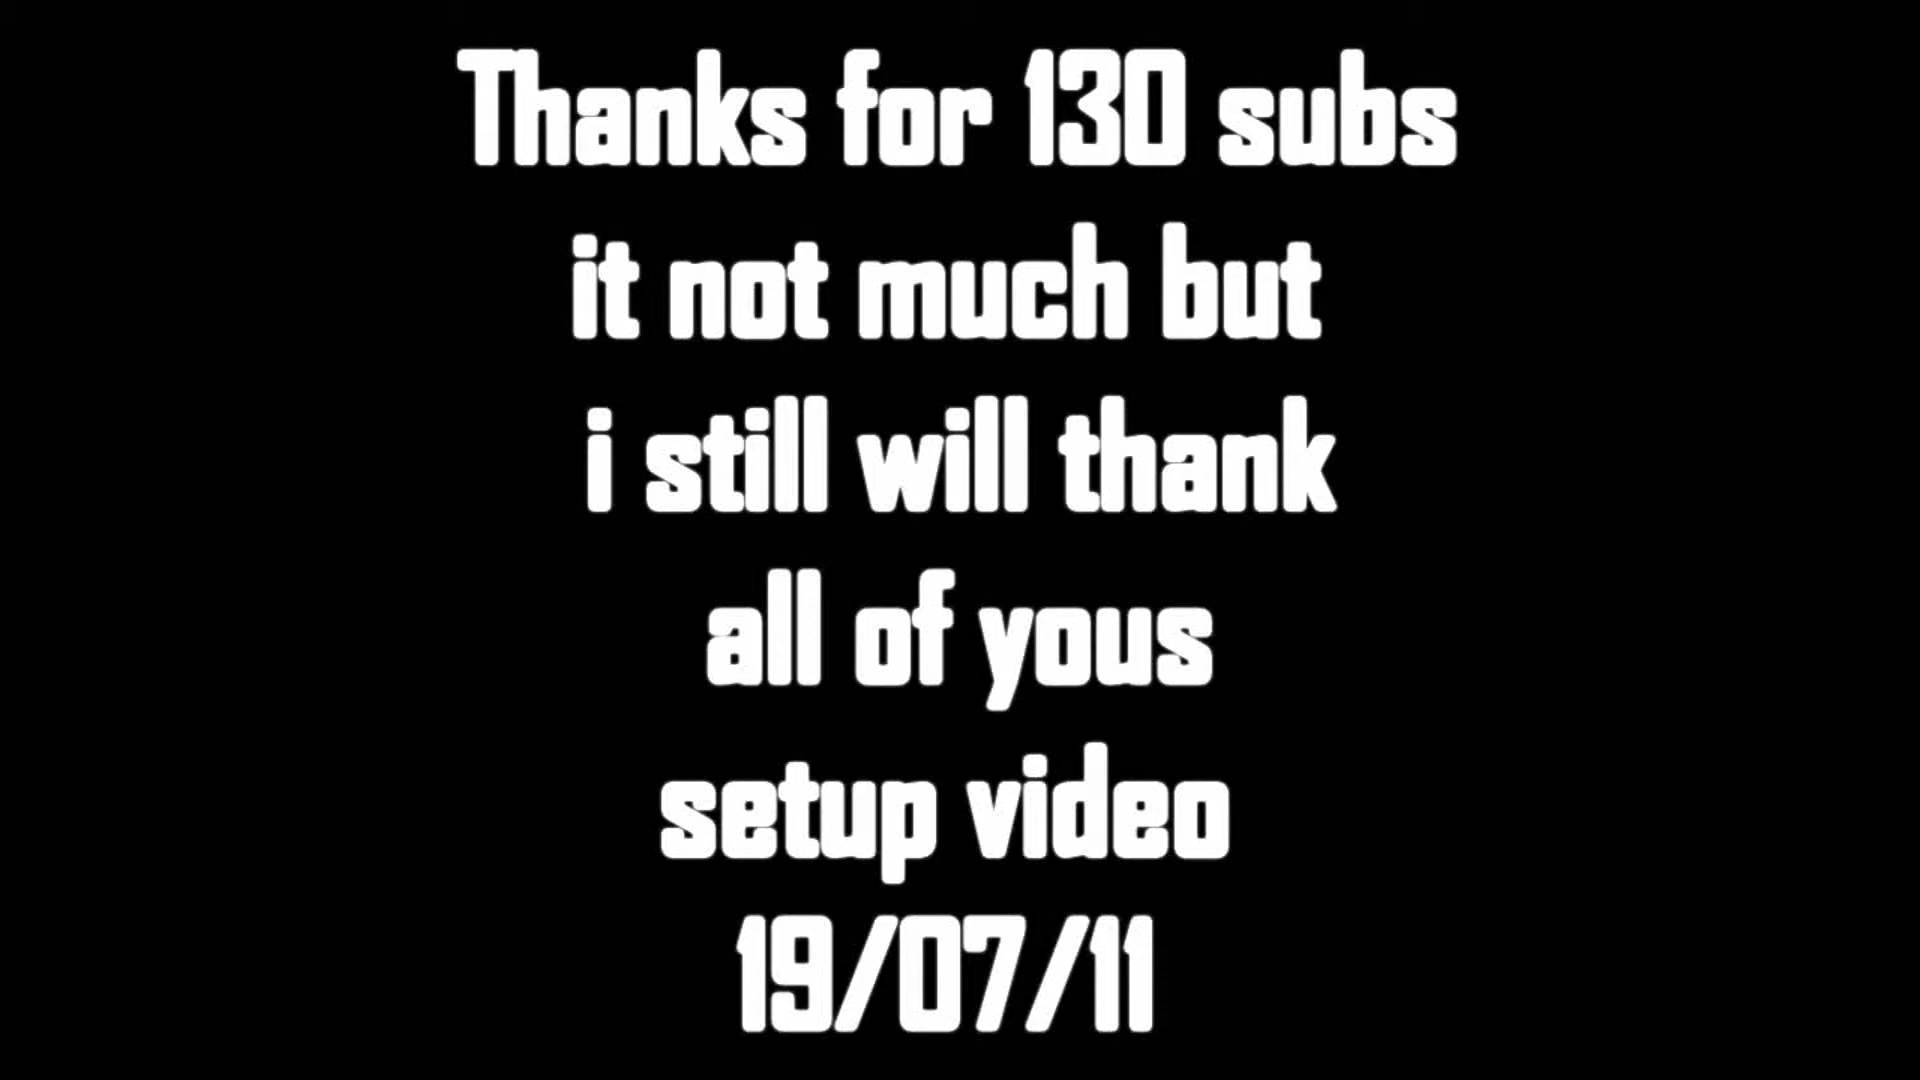 Thanks for 130 subs
it not much but
i still will thank
all of yous
setup video
19/07/11